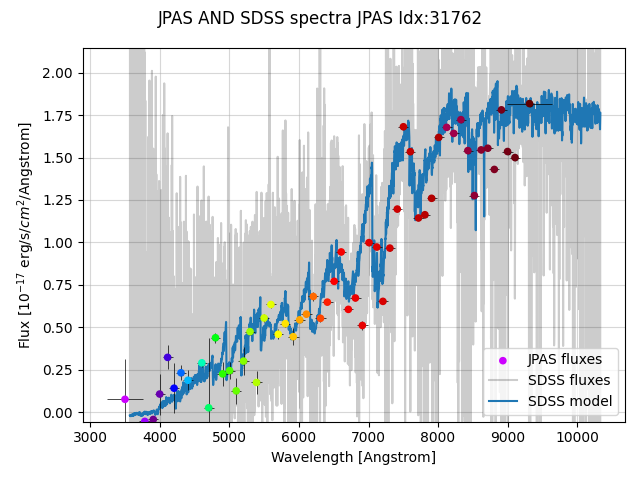 JPAS AND SDSS spectra JPAS Idx:31762
2.00
1.75
1.50
1.25
1.00
0.75
0.50
0.25
0.00
Flux [10⁻¹⁷ erg/s/cm²/Angstrom]
JPAS fluxes
SDSS fluxes
SDSS model
3000 4000 5000 6000 7000 8000 9000 10000
Wavelength [Angstrom]